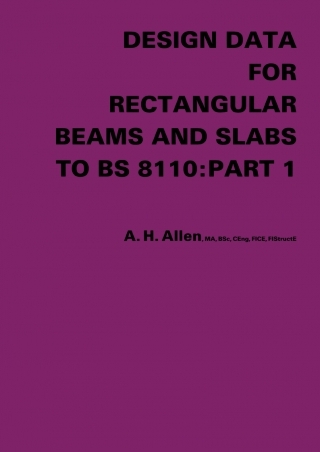 DESIGN DATA
FOR
RECTANGULAR
BEAMS AND SLABS
TO BS 8110:PART 1
A. H. Allen, MA, BSc, CEng, FICE, FIStructE